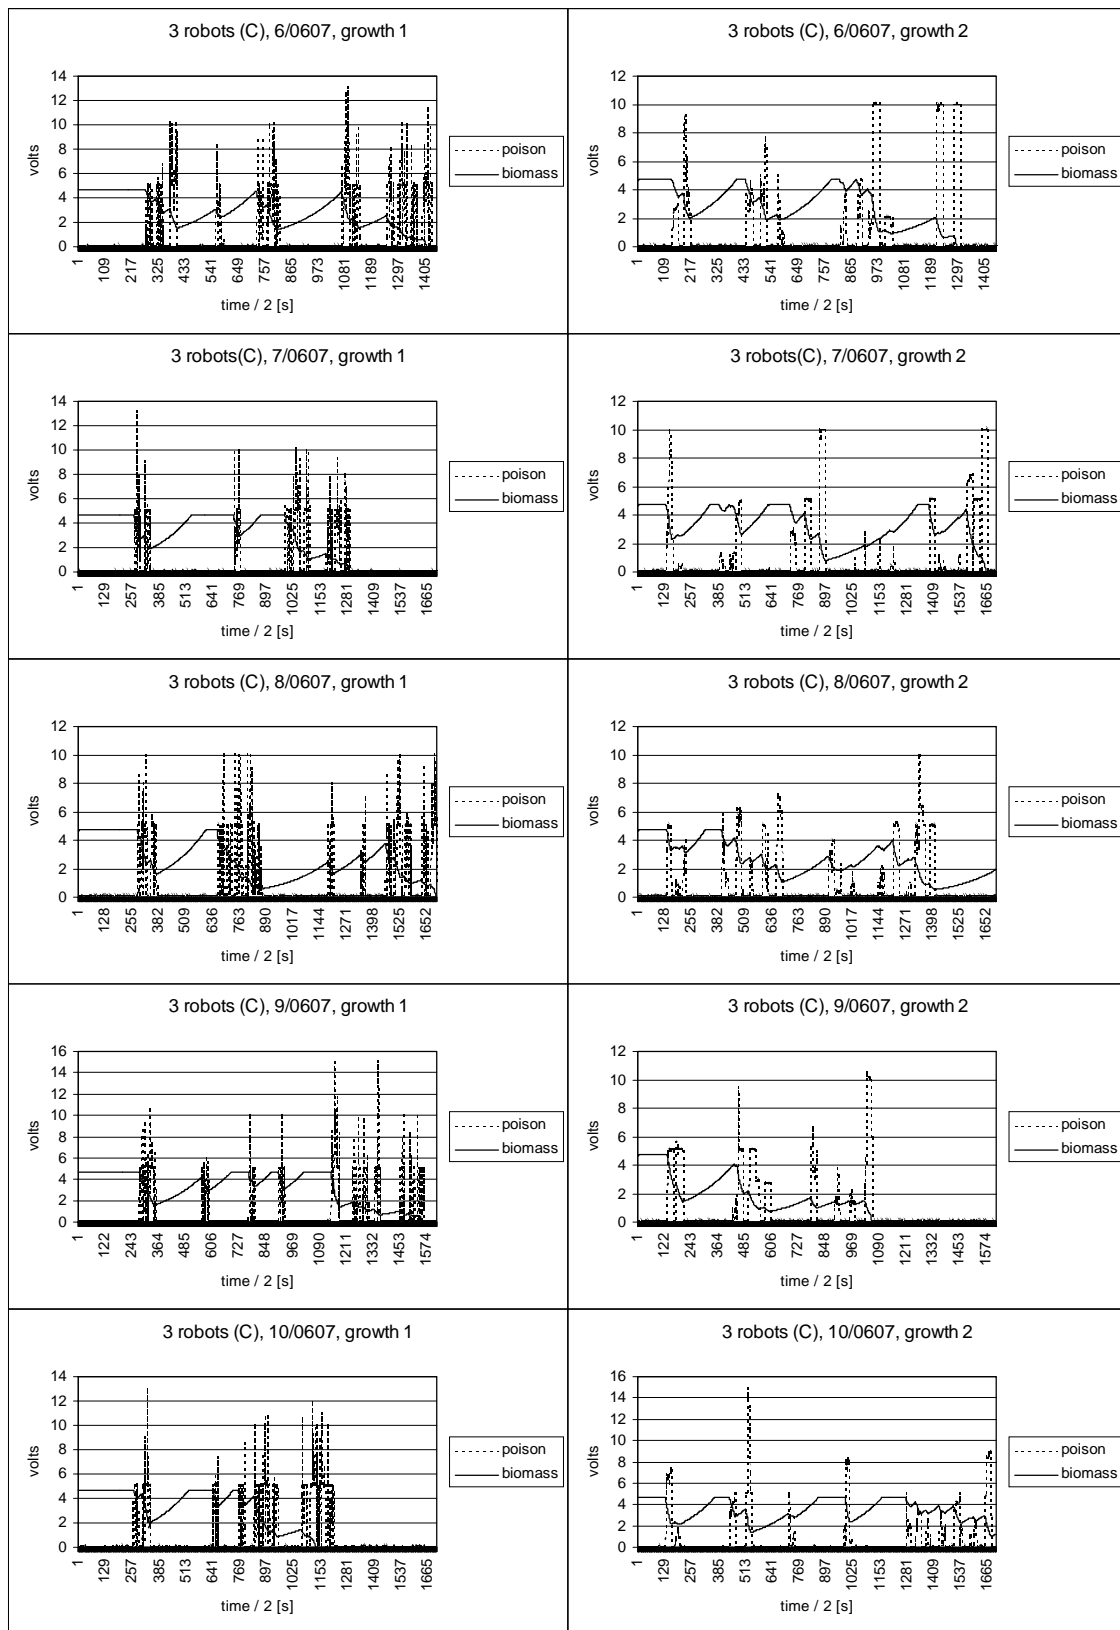 3 robots (C), 6/0607, growth 1
14
12
10
8
6
4
2
0
volts
1 109 217 325 433 541 649 757 865 973 1081 1189 1297 1405
time / 2 [s]
poison
biomass
3 robots (C), 6/0607, growth 2
12
10
8
6
4
2
0
volts
1 109 217 325 433 541 649 757 865 973 1081 1189 1297 1405
time / 2 [s]
poison
biomass
3 robots(C), 7/0607, growth 1
14
12
10
8
6
4
2
0
volts
1 129 257 385 513 641 769 897 1025 1153 1281 1409 1537 1665
time / 2 [s]
poison
biomass
3 robots(C), 7/0607, growth 2
12
10
8
6
4
2
0
volts
1 129 257 385 513 641 769 897 1025 1153 1281 1409 1537 1665
time / 2 [s]
poison
biomass
3 robots (C), 8/0607, growth 1
12
10
8
6
4
2
0
volts
1 128 255 382 509 636 763 890 1017 1144 1271 1398 1525 1652
time / 2 [s]
poison
biomass
3 robots (C), 8/0607, growth 2
12
10
8
6
4
2
0
volts
1 128 255 382 509 636 763 890 1017 1144 1271 1398 1525 1652
time / 2 [s]
poison
biomass
3 robots (C), 9/0607, growth 1
16
14
12
10
8
6
4
2
0
volts
1 122 243 364 485 606 727 848 969 1090 1211 1332 1453 1574
time / 2 [s]
poison
biomass
3 robots (C), 9/0607, growth 2
12
10
8
6
4
2
0
volts
1 122 243 364 485 606 727 848 969 1090 1211 1332 1453 1574
time / 2 [s]
poison
biomass
3 robots (C), 10/0607, growth 1
14
12
10
8
6
4
2
0
volts
1 129 257 385 513 641 769 897 1025 1153 1281 1409 1537 1665
time / 2 [s]
poison
biomass
3 robots (C), 10/0607, growth 2
16
14
12
10
8
6
4
2
0
volts
1 129 257 385 513 641 769 897 1025 1153 1281 1409 1537 1665
time / 2 [s]
poison
biomass